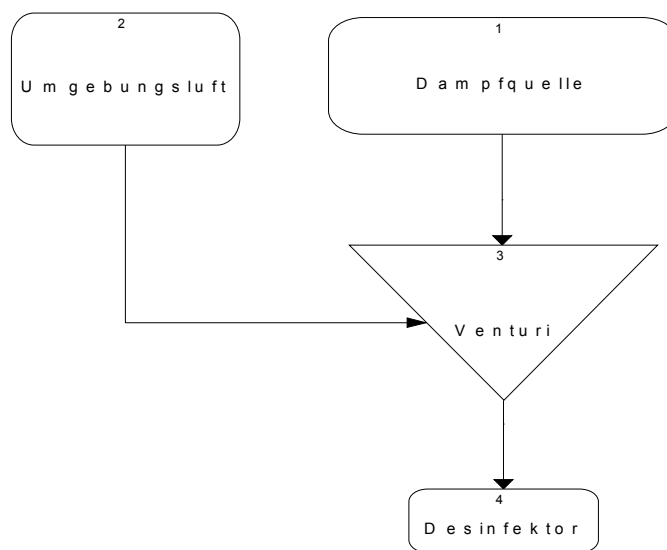 2
Umgebungsluft
1
Dampfquelle
3
Venturi
4
Desinfektor